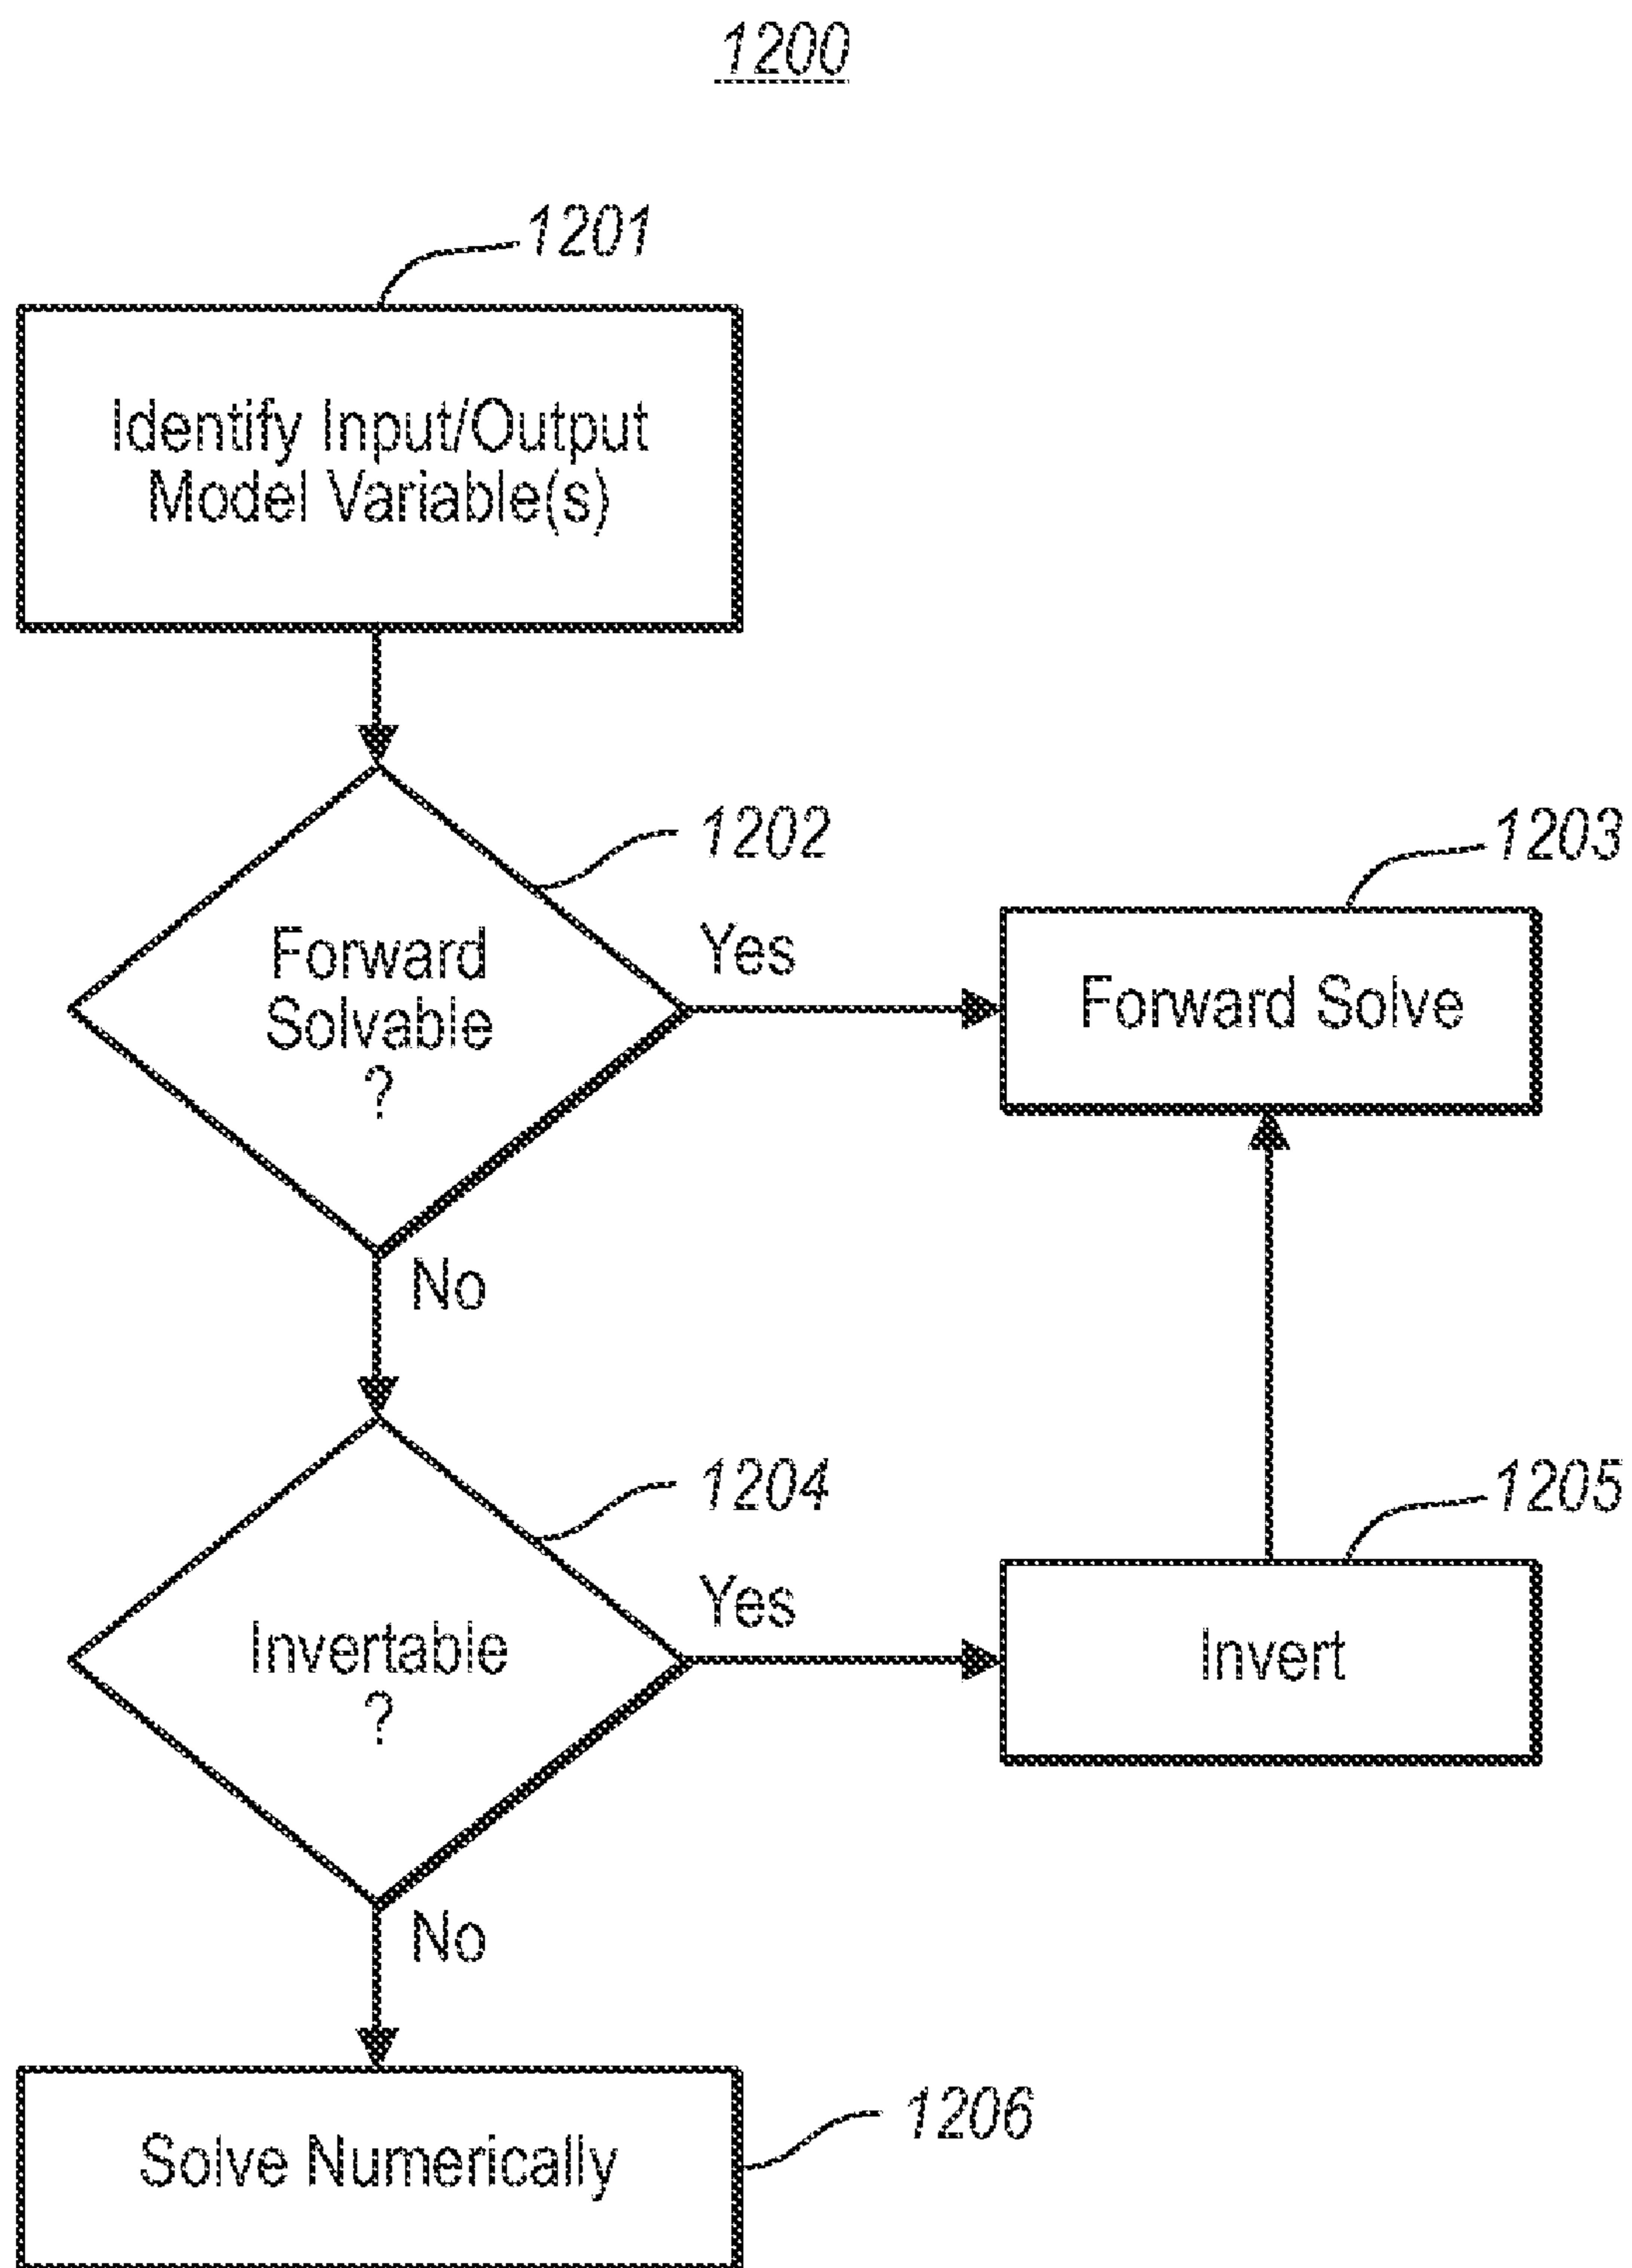 1200
1201
Identify Input/Output
Model Variable(s)
1202
1203
Forward
Solvable
?
Yes
Forward Solve
No
1204
1205
Invertable
?
Yes
Invert
No
1206
Solve Numerically